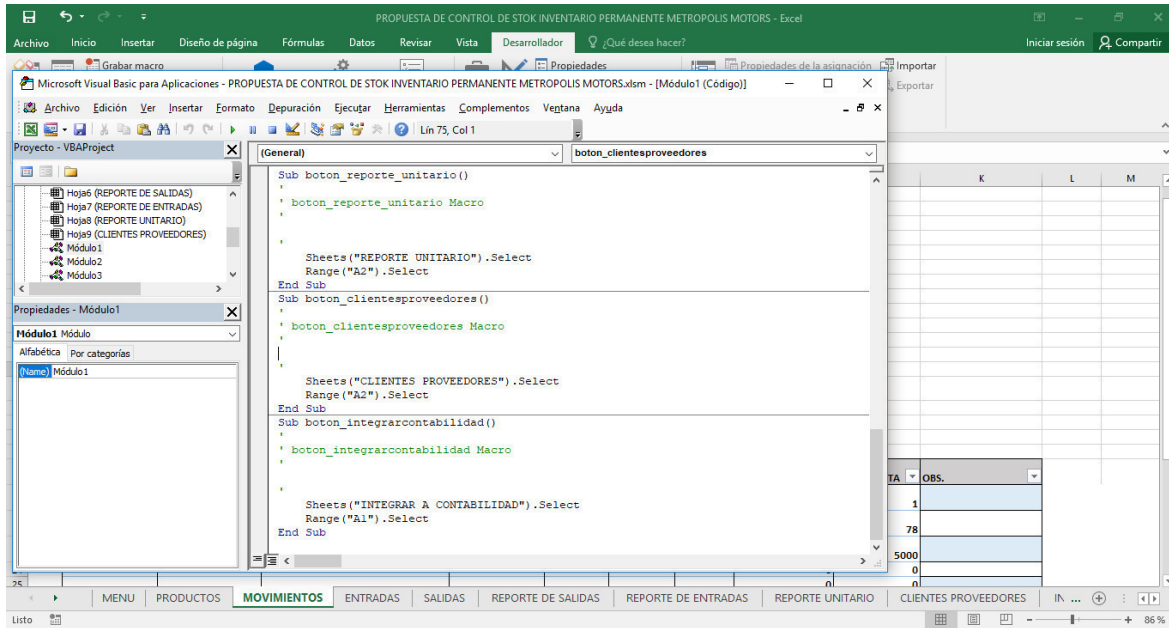 PROPUESTA DE CONTROL DE STOK INVENTARIO PERMANENTE METROPOLIS MOTORS - Excel
Archivo Inicio Insertar Diseño de página Fórmulas Datos Revisar Vista Desarrollador ¿Qué desea hacer? Iniciar sesión Compartir
Grabar macro Propiedades Propiedades de la asignación Importar
Exportar
Microsoft Visual Basic para Aplicaciones - PROPUESTA DE CONTROL DE STOK INVENTARIO PERMANENTE METROPOLIS MOTORS.xlsm - [Módulo1 (Código)]
Archivo Edición Ver Insertar Formato Depuración Ejecutar Herramientas Complementos Ventana Ayuda
Lín 75, Col 1
Proyecto - VBAProject
Hoja6 (REPORTE DE SALIDAS)
Hoja7 (REPORTE DE ENTRADAS)
Hoja8 (REPORTE UNITARIO)
Hoja9 (CLIENTES PROVEEDORES)
Módulo1
Módulo2
Módulo3
Propiedades - Módulo1
Módulo1 Módulo
Alfabética Por categorías
(Name) Módulo1
(General) boton_clientesproveedores
Sub boton_reporte_unitario()
'
' boton_reporte_unitario Macro
'
'
Sheets("REPORTE UNITARIO").Select
Range("A2").Select
End Sub
Sub boton_clientesproveedores()
'
' boton_clientesproveedores Macro
'
'
Sheets("CLIENTES PROVEEDORES").Select
Range("A2").Select
End Sub
Sub boton_integrarcontabilidad()
'
' boton_integrarcontabilidad Macro
'
'
Sheets("INTEGRAR A CONTABILIDAD").Select
Range("A1").Select
End Sub
K L M
TA OBS.
1
78
5000
0
25 0 0
MENU PRODUCTOS MOVIMIENTOS ENTRADAS SALIDAS REPORTE DE SALIDAS REPORTE DE ENTRADAS REPORTE UNITARIO CLIENTES PROVEEDORES IN ...
Listo 86 %